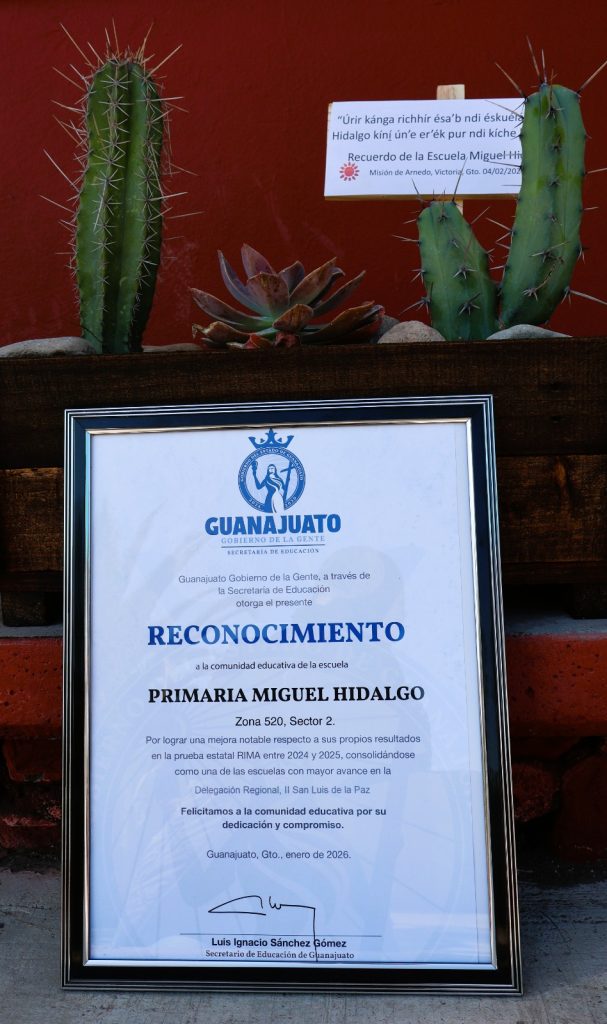 “Úrir kánga richhír ésa’b ndi éskuela
Hidalgo kíní ún’e er’ék pur ndi kíche
Recuerdo de la Escuela Miguel Hi
Misión de Arnedo, Victoria, Gto. 04/02/202
GUANAJUATO
GOBIERNO DE LA GENTE
SECRETARÍA DE EDUCACIÓN
Guanajuato Gobierno de la Gente, a través de
la Secretaría de Educación
otorga el presente
RECONOCIMIENTO
a la comunidad educativa de la escuela
PRIMARIA MIGUEL HIDALGO
Zona 520, Sector 2.
Por lograr una mejora notable respecto a sus propios resultados
en la prueba estatal RIMA entre 2024 y 2025, consolidándose
como una de las escuelas con mayor avance en la
Delegación Regional, II San Luis de la Paz
Felicitamos a la comunidad educativa por su
dedicación y compromiso.
Guanajuato, Gto., enero de 2026.
Luis Ignacio Sánchez Gómez
Secretario de Educación de Guanajuato